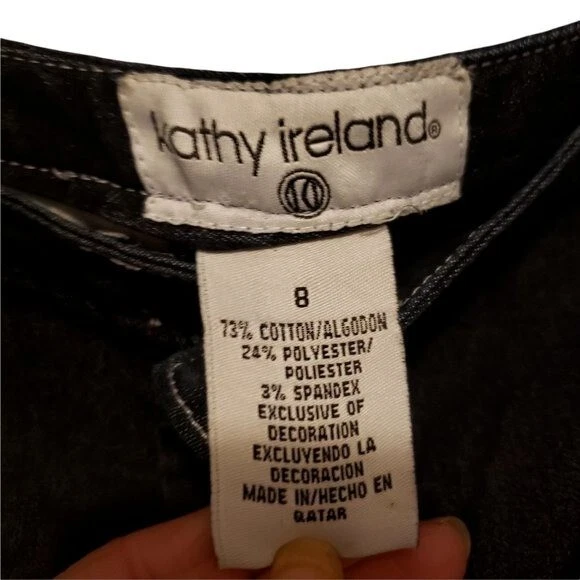 kathy ireland®
8
73% COTTON/ALGODON
24% POLYESTER/
POLIESTER
3% SPANDEX
EXCLUSIVE OF
DECORATION
EXCLUYENDO LA
DECORACION
MADE IN/HECHO EN
QATAR